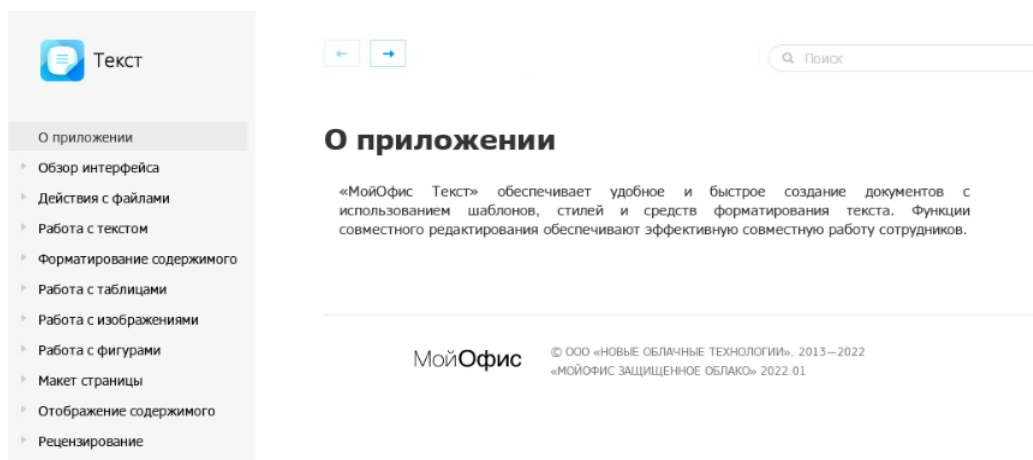 Текст
О приложении
Обзор интерфейса
Действия с файлами
Работа с текстом
Форматирование содержимого
Работа с таблицами
Работа с изображениями
Работа с фигурами
Макет страницы
Отображение содержимого
Рецензирование
Поиск
О приложении
«МойОфис Текст» обеспечивает удобное и быстрое создание документов с
использованием шаблонов, стилей и средств форматирования текста. Функции
совместного редактирования обеспечивают эффективную совместную работу сотрудников.
МойОфис
© ООО «НОВЫЕ ОБЛАЧНЫЕ ТЕХНОЛОГИИ», 2013—2022
«МОЙОФИС ЗАЩИЩЕННОЕ ОБЛАКО» 2022.01